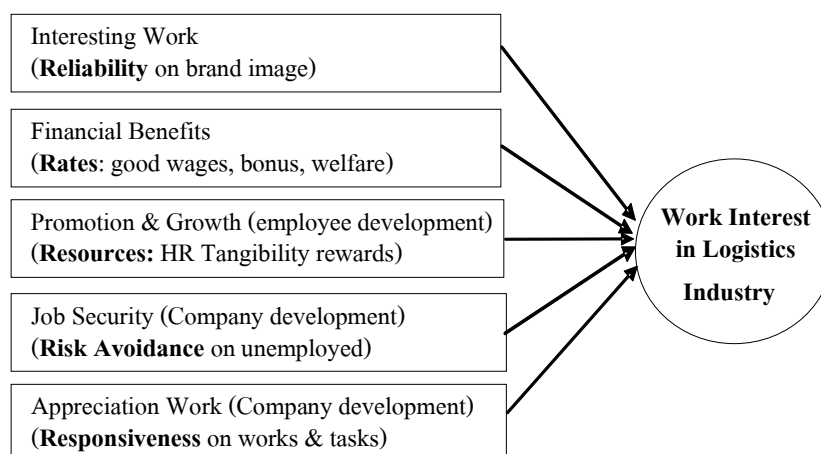 Interesting Work
(Reliability on brand image)
Financial Benefits
(Rates: good wages, bonus, welfare)
Promotion & Growth (employee development)
(Resources: HR Tangibility rewards)
Job Security (Company development)
(Risk Avoidance on unemployed)
Appreciation Work (Company development)
(Responsiveness on works & tasks)
Work Interest
in Logistics
Industry